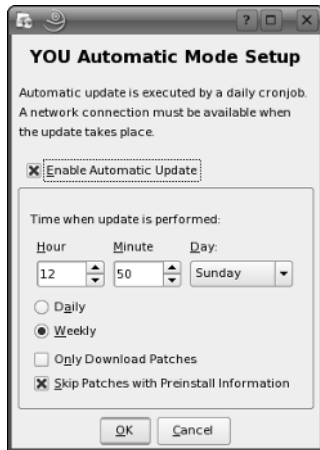 YOU Automatic Mode Setup
Automatic update is executed by a daily cronjob.
A network connection must be available when
the update takes place.
Enable Automatic Update
Time when update is performed:
Hour Minute Day:
12 50 Sunday
Daily
Weekly
Only Download Patches
Skip Patches with Preinstall Information
OK Cancel